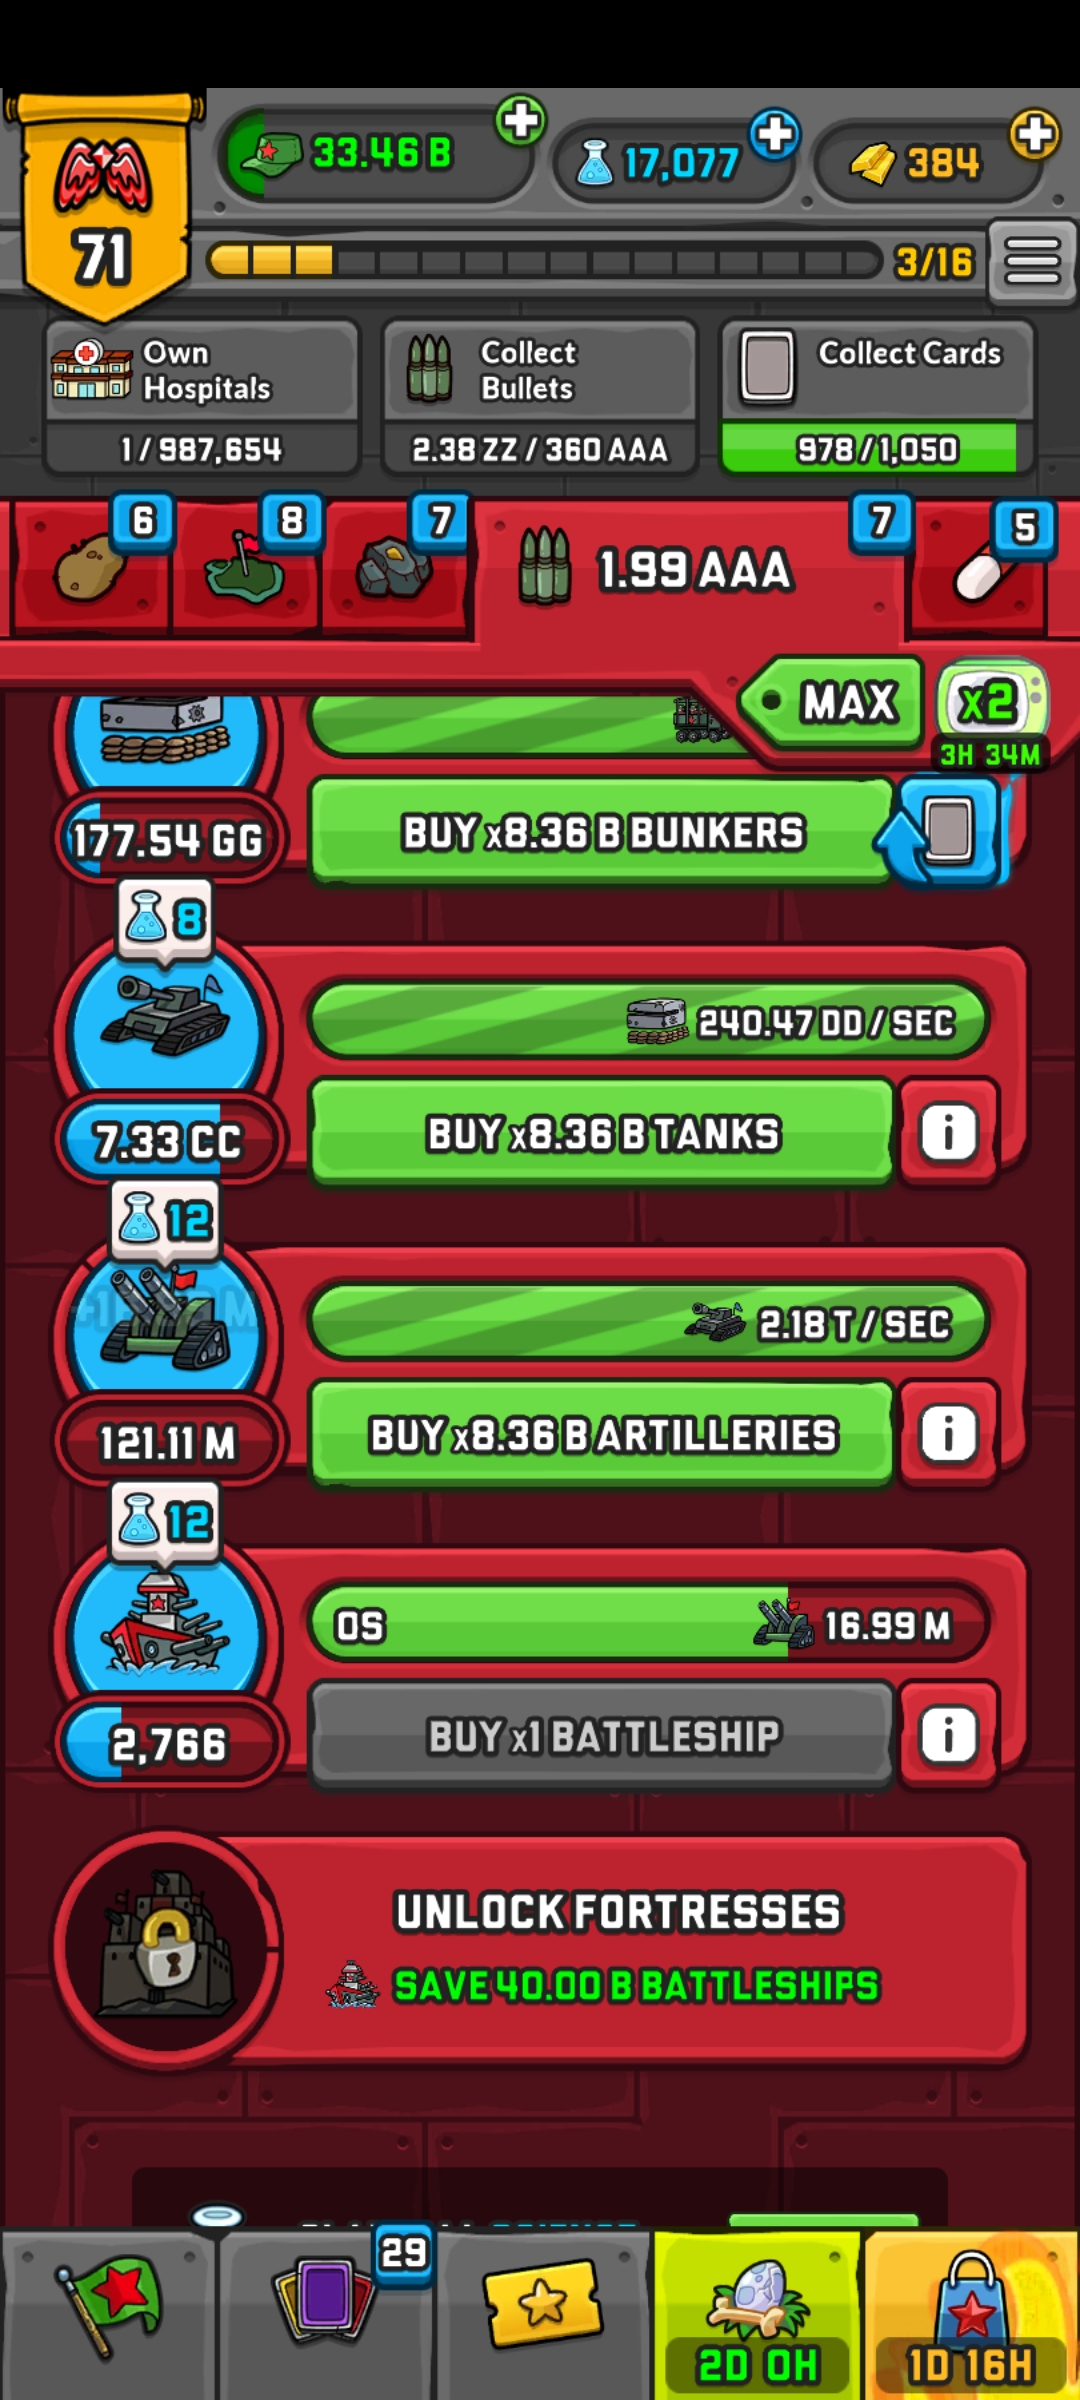 33.46 B
17,077
384
71
3/16
Own
Hospitals
1/987,654
Collect
Bullets
2.38 ZZ/360 AAA
Collect Cards
978/1,050
6
8
7
1.99 AAA
7
5
MAX
x2
3H 34M
177.54 GG
BUY x8.36 B BUNKERS
8
240.47 DD/SEC
7.33 CC
BUY x8.36 B TANKS
i
12
2.18 T/SEC
121.11 M
BUY x8.36 B ARTILLERIES
i
12
0S
16.99 M
2,766
BUY x1 BATTLESHIP
i
UNLOCK FORTRESSES
SAVE 40.00 B BATTLESHIPS
29
2D 0H
1D 16H